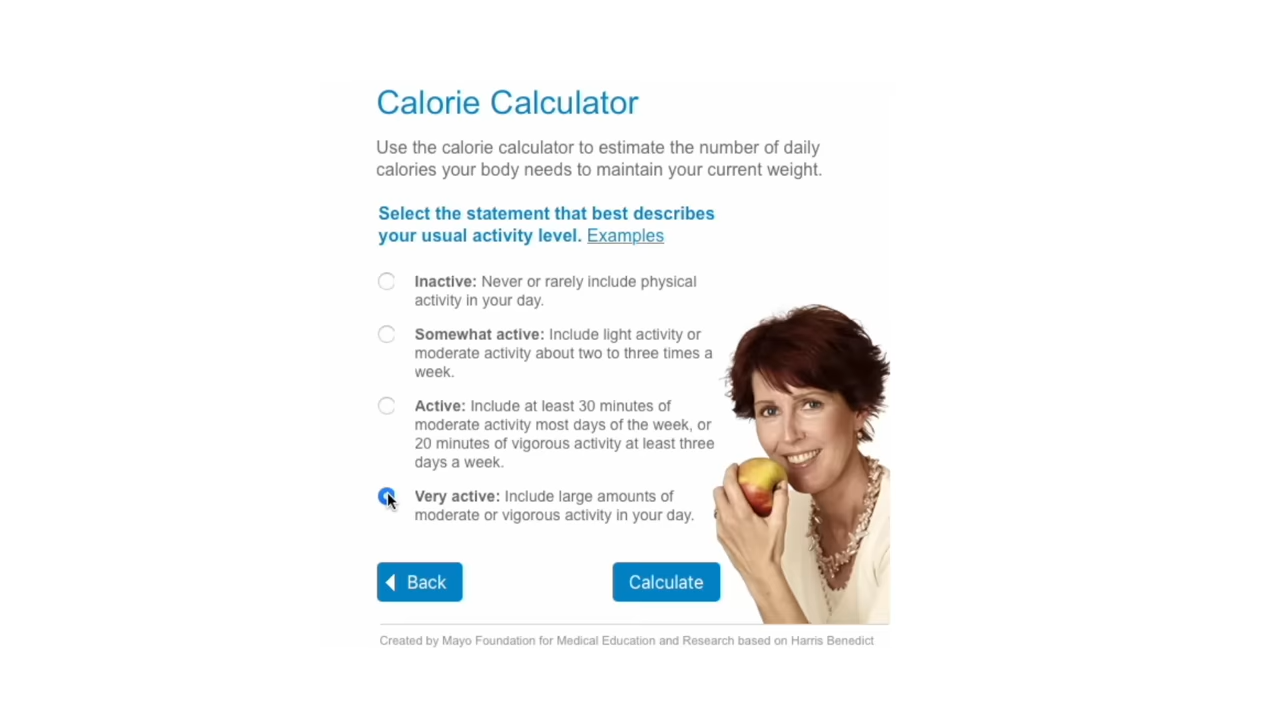 Calorie Calculator
Use the calorie calculator to estimate the number of daily
calories your body needs to maintain your current weight.
Select the statement that best describes
your usual activity level. Examples
Inactive: Never or rarely include physical
activity in your day.
Somewhat active: Include light activity or
moderate activity about two to three times a
week.
Active: Include at least 30 minutes of
moderate activity most days of the week, or
20 minutes of vigorous activity at least three
days a week.
Very active: Include large amounts of
moderate or vigorous activity in your day.
Back
Calculate
Created by Mayo Foundation for Medical Education and Research based on Harris Benedict